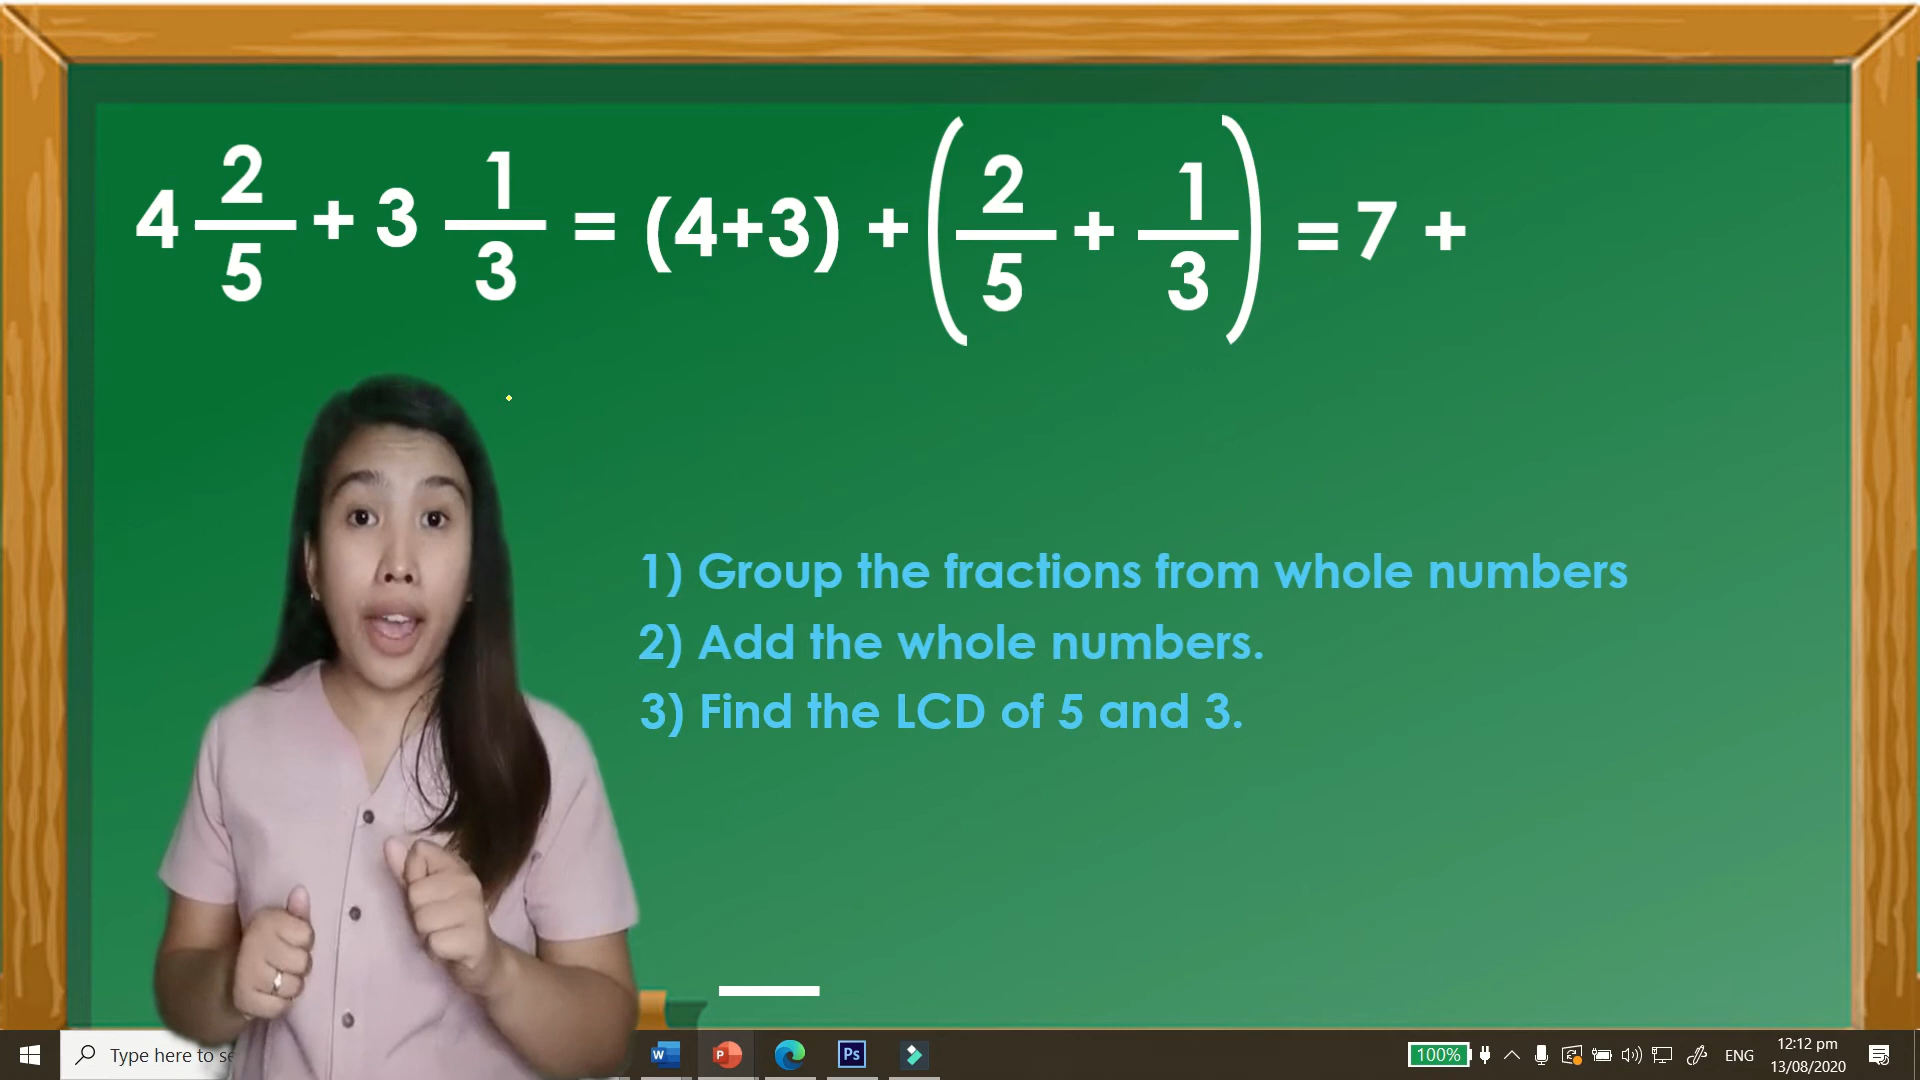 4 2/5 + 3 1/3 = (4+3) + (2/5 + 1/3) = 7 +
1) Group the fractions from whole numbers
2) Add the whole numbers.
3) Find the LCD of 5 and 3.
Type here to se
W
P
Ps
100%
ENG
12:12 pm
13/08/2020